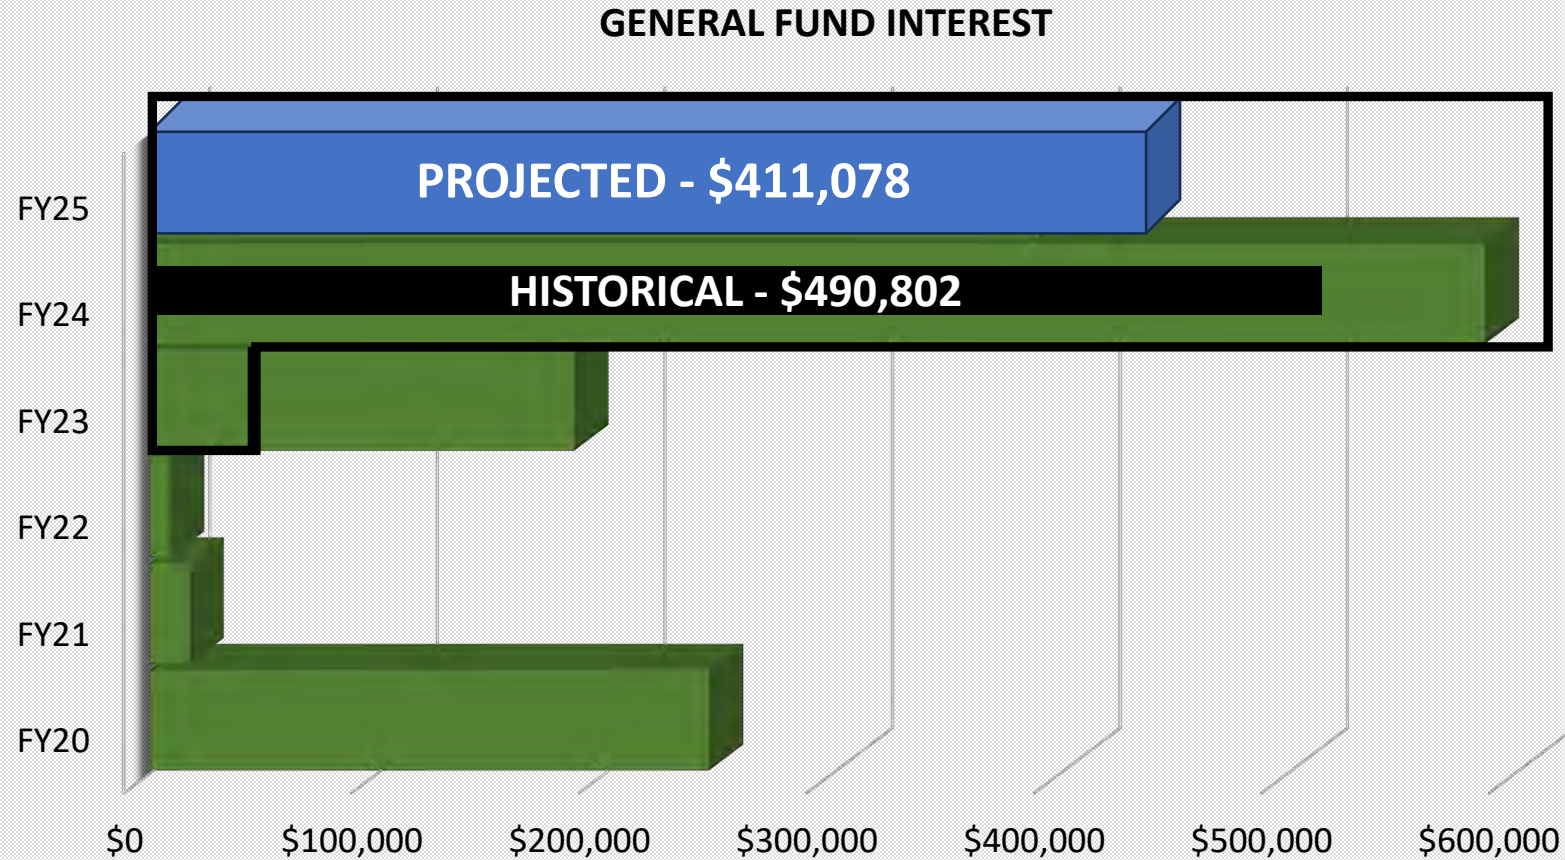 GENERAL FUND INTEREST
PROJECTED - $411,078
FY25
HISTORICAL - $490,802
FY24
FY23
FY22
FY21
FY20
$0 $100,000 $200,000 $300,000 $400,000 $500,000 $600,000